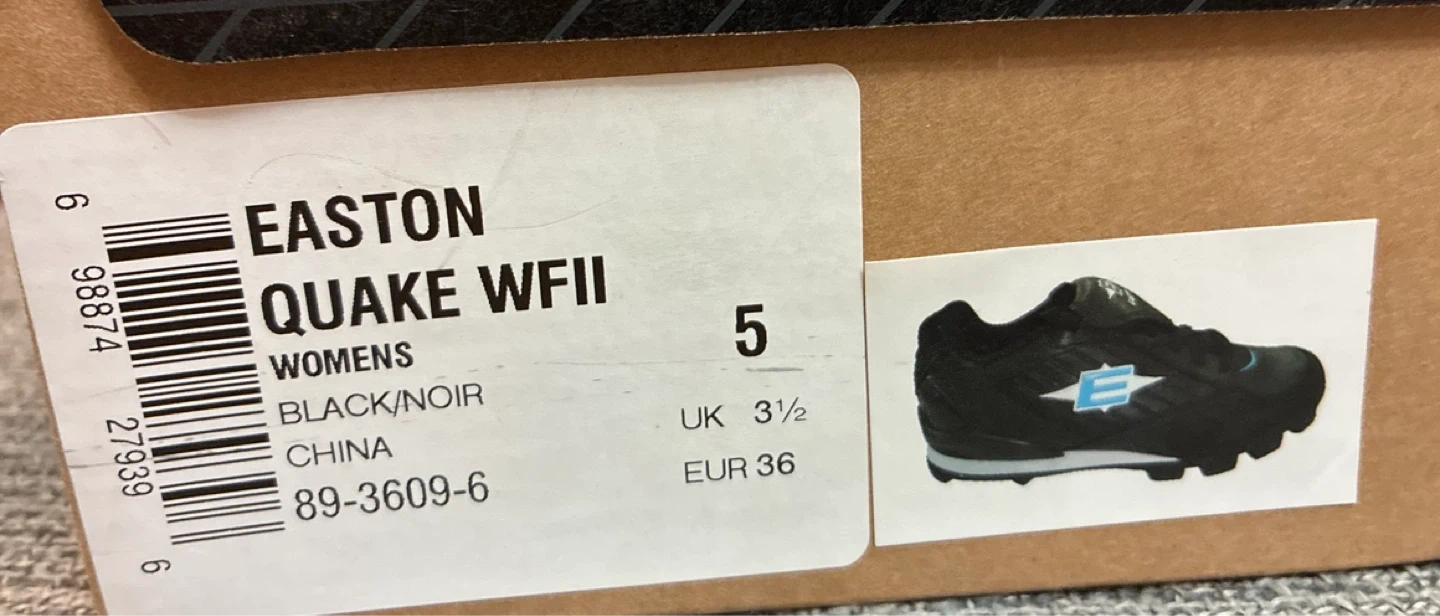 EASTON
QUAKE WFII
WOMENS
BLACK/NOIR
CHINA
89-3609-6
5
UK 3½
EUR 36
6 98874 27939 6
E